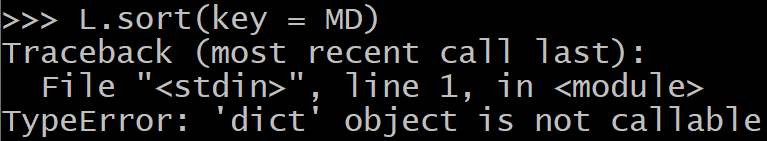 >>> L.sort(key = MD)
Traceback (most recent call last):
  File "<stdin>", line 1, in <module>
TypeError: 'dict' object is not callable